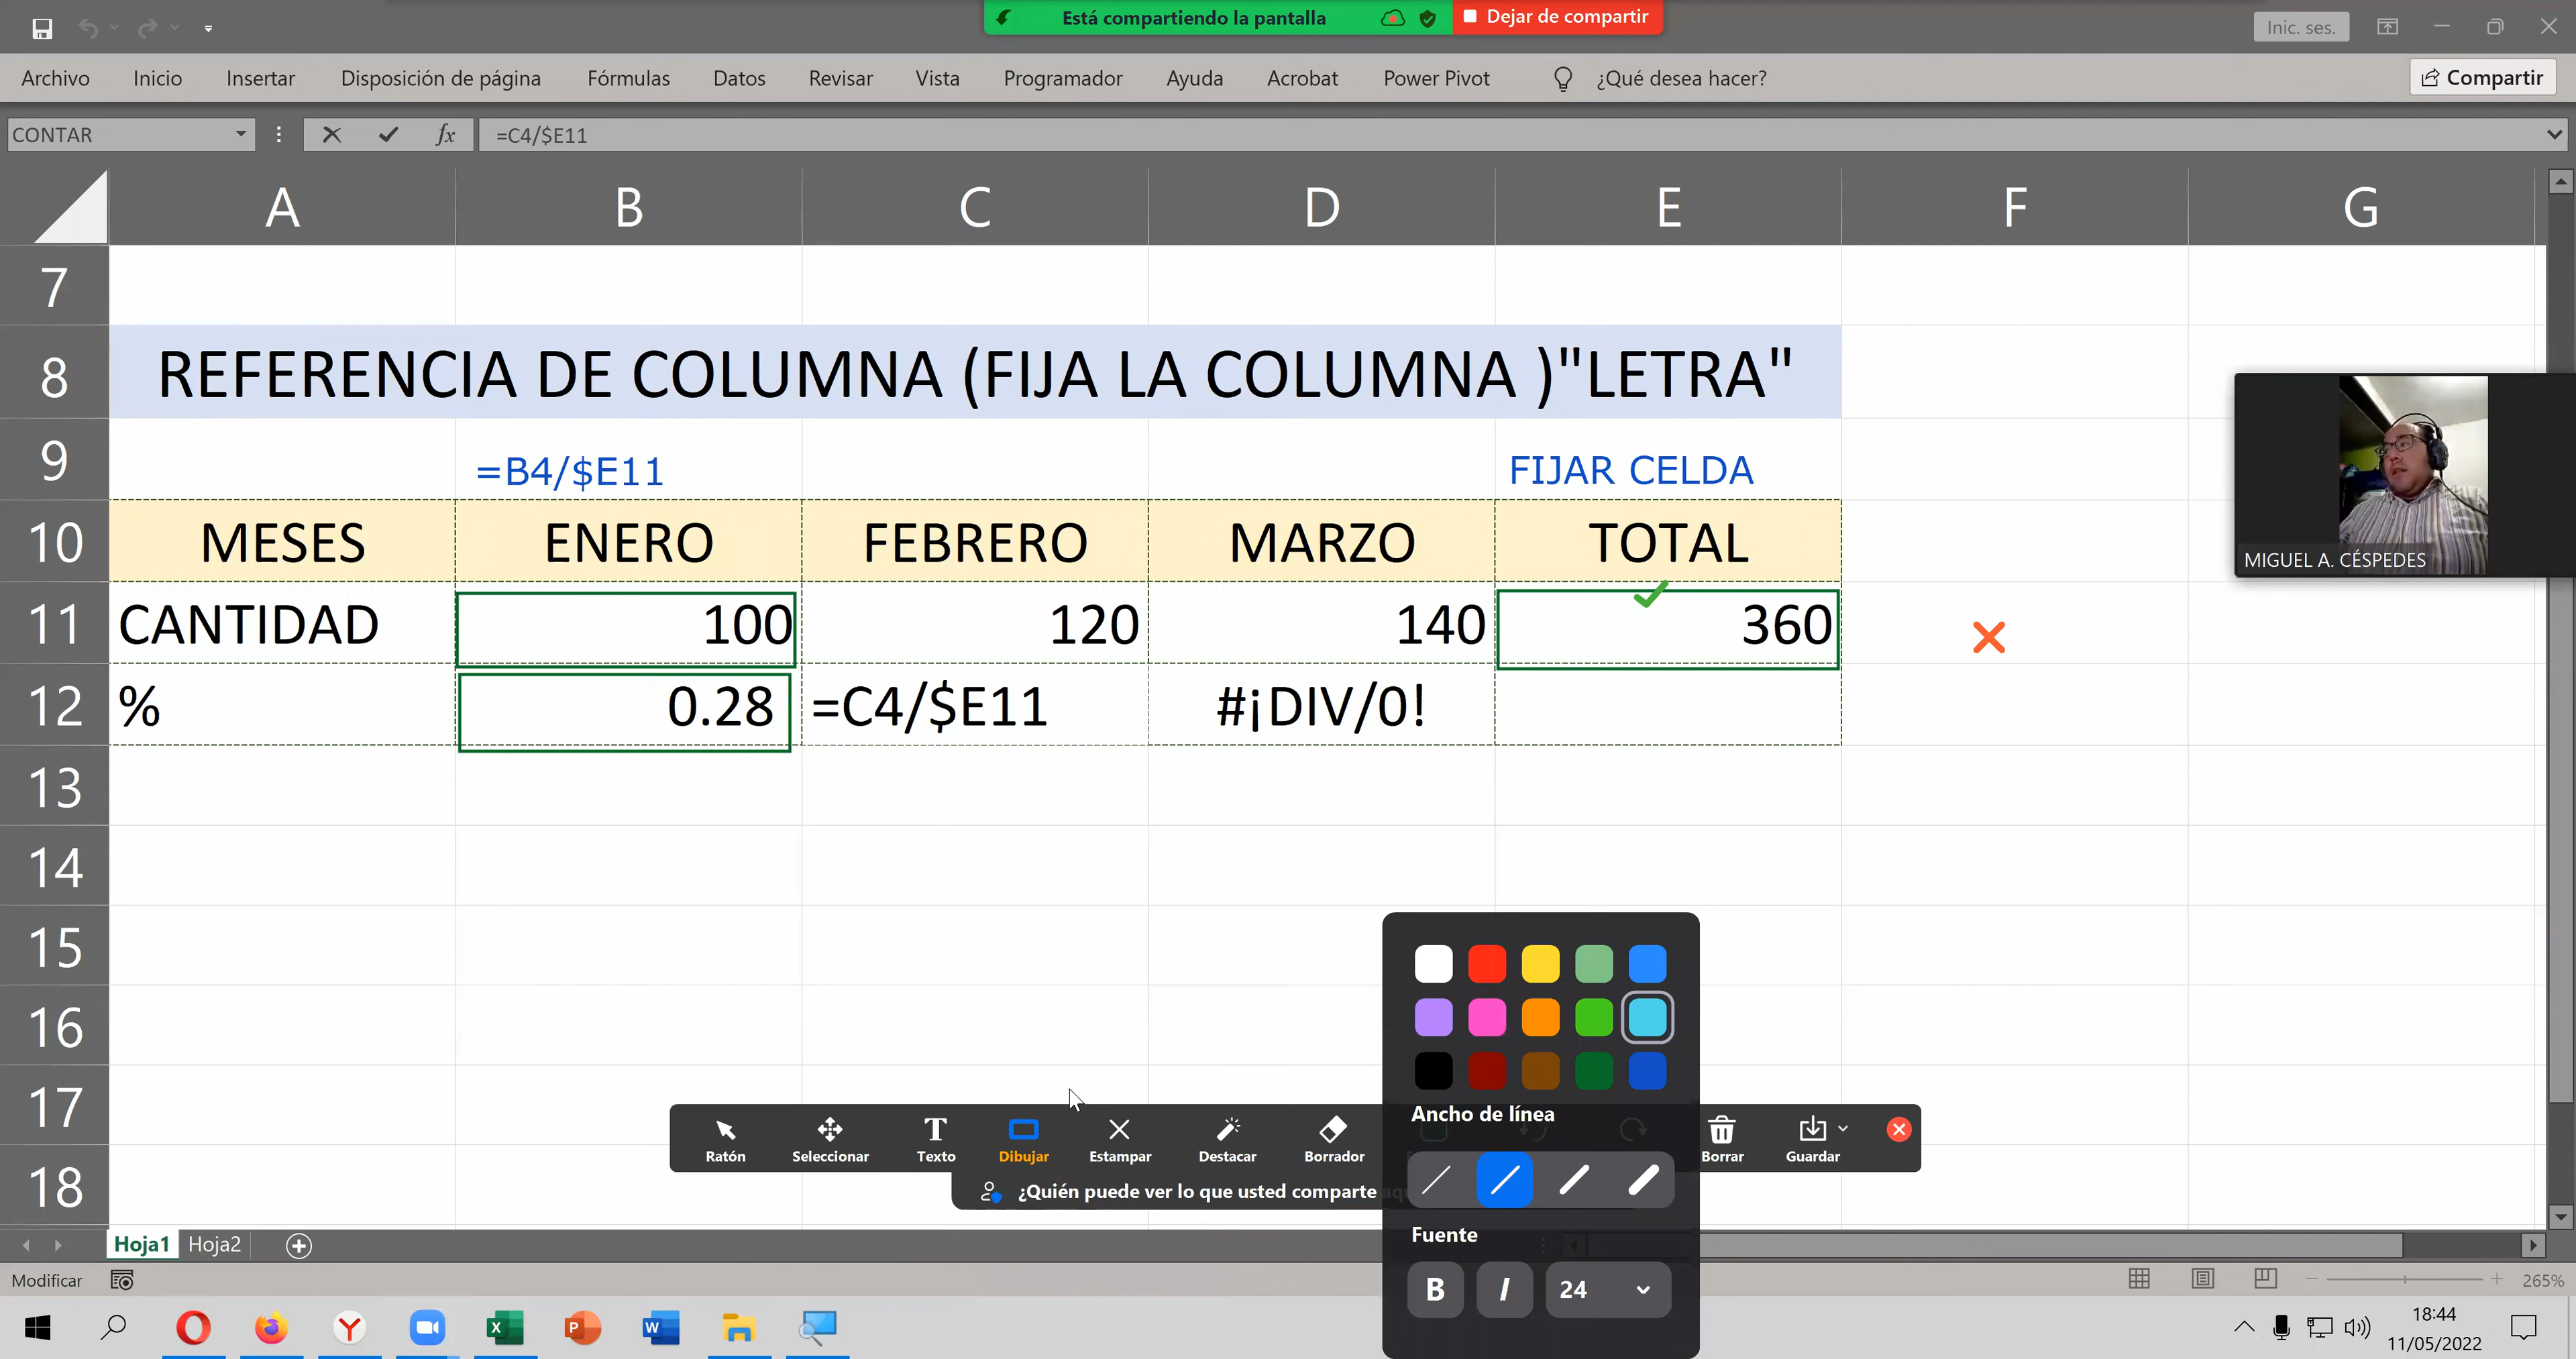 Está compartiendo la pantalla
Dejar de compartir
Inic. ses.
Archivo Inicio Insertar Disposición de página Fórmulas Datos Revisar Vista Programador Ayuda Acrobat Power Pivot ¿Qué desea hacer? Compartir
CONTAR fx =C4/$E11
A B C D E F G
7
8 REFERENCIA DE COLUMNA (FIJA LA COLUMNA )"LETRA"
9 =B4/$E11 FIJAR CELDA
10 MESES ENERO FEBRERO MARZO TOTAL
11 CANTIDAD 100 120 140 360
12 % 0.28 =C4/$E11 #¡DIV/0!
13
14
15
16
17
18
MIGUEL A. CÉSPEDES
Ratón Seleccionar Texto Dibujar Estampar Destacar Borrador Borrar Guardar
¿Quién puede ver lo que usted comparte aqu
Ancho de línea
Fuente
B I 24
Hoja1 Hoja2
Modificar 265%
18:44
11/05/2022